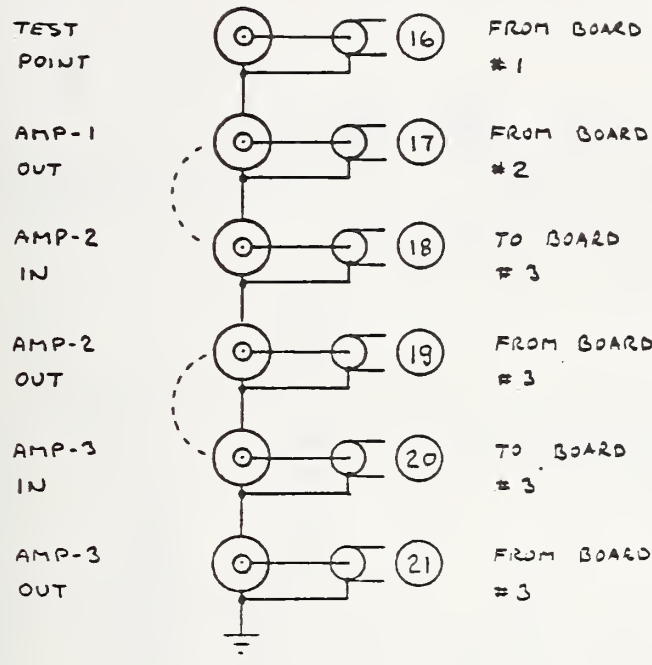 TEST
POINT
16
FROM BOARD
#1
AMP-1
OUT
17
FROM BOARD
#2
AMP-2
IN
18
TO BOARD
#3
AMP-2
OUT
19
FROM BOARD
#3
AMP-3
IN
20
TO BOARD
#3
AMP-3
OUT
21
FROM BOARD
#3